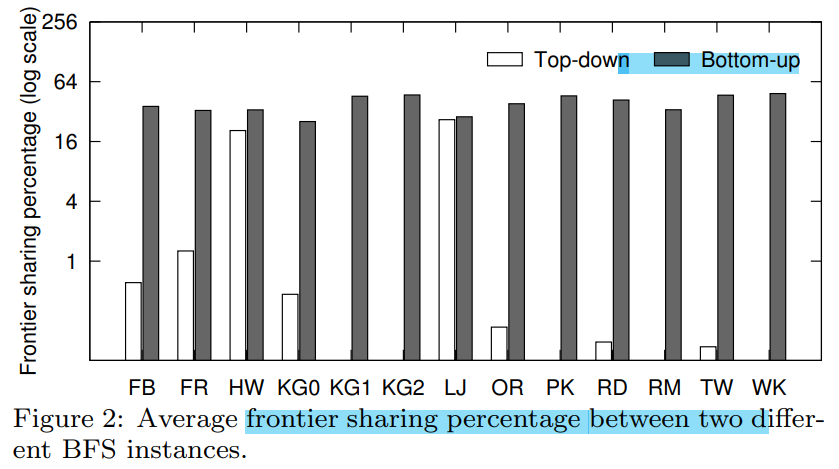 Frontier sharing percentage (log scale)
256
64
16
4
1
Top-down
Bottom-up
FB FR HW KG0 KG1 KG2 LJ OR PK RD RM TW WK
Figure 2: Average frontier sharing percentage between two differ-
ent BFS instances.